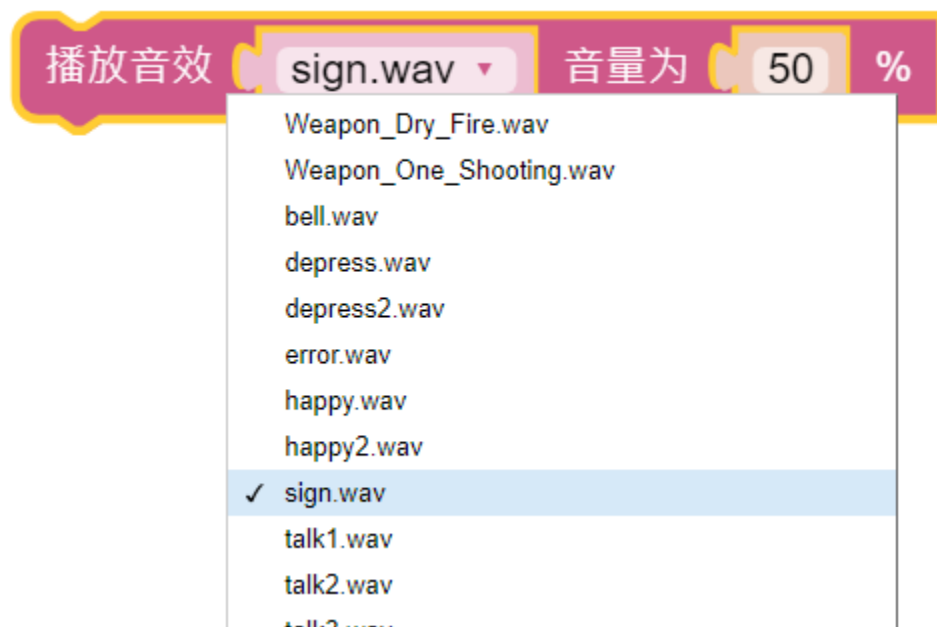 播放音效 sign.wav ▾ 音量为 50 %
Weapon_Dry_Fire.wav
Weapon_One_Shooting.wav
bell.wav
depress.wav
depress2.wav
error.wav
happy.wav
happy2.wav
✓ sign.wav
talk1.wav
talk2.wav